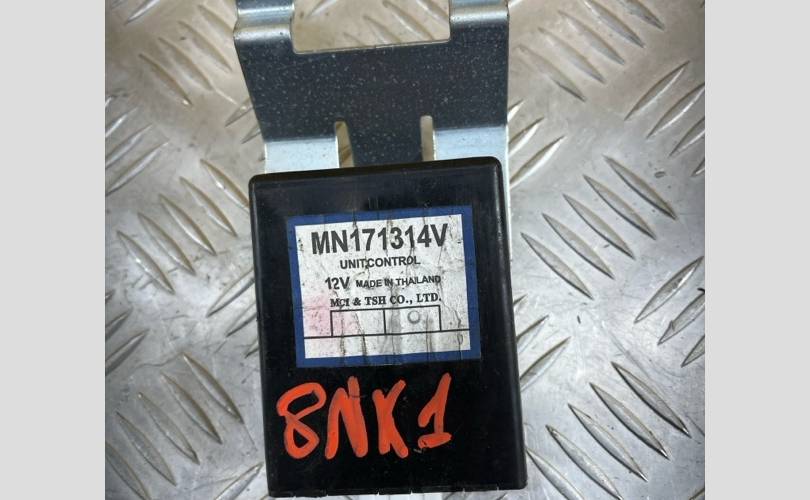 MN171314V
UNIT,CONTROL
12V MADE IN THAILAND
MCI & TSH CO., LTD.
8NK1